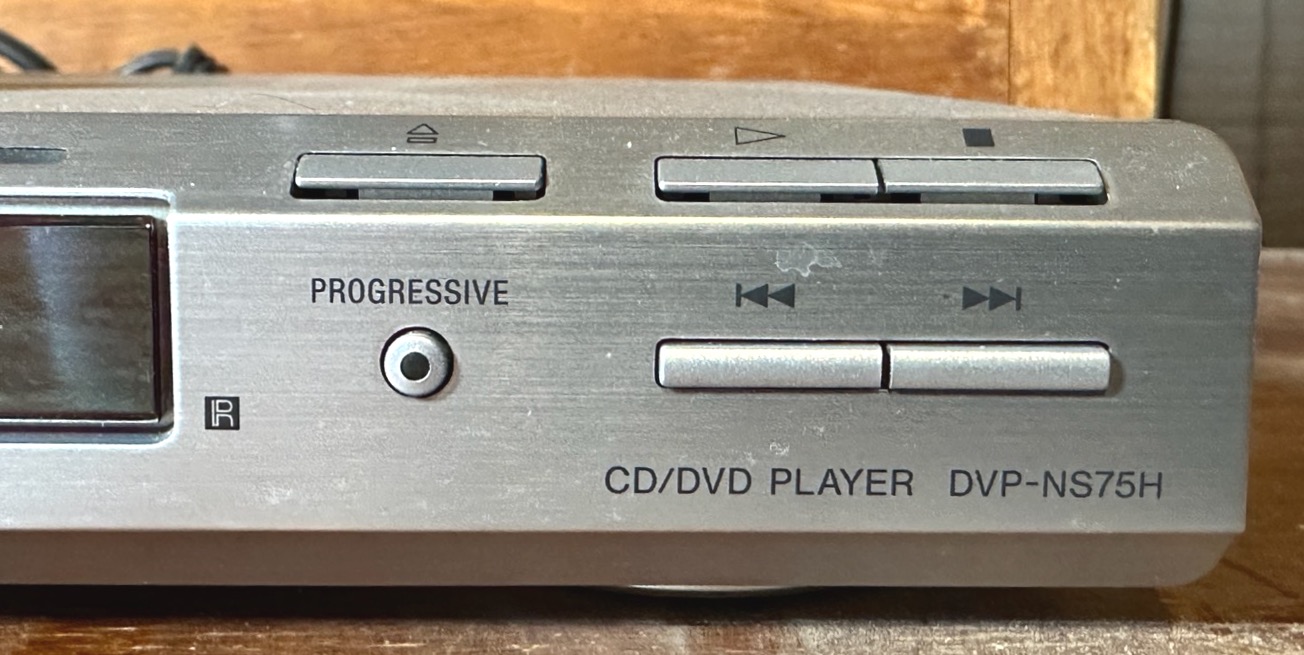 PROGRESSIVE
R
CD/DVD PLAYER DVP-NS75H